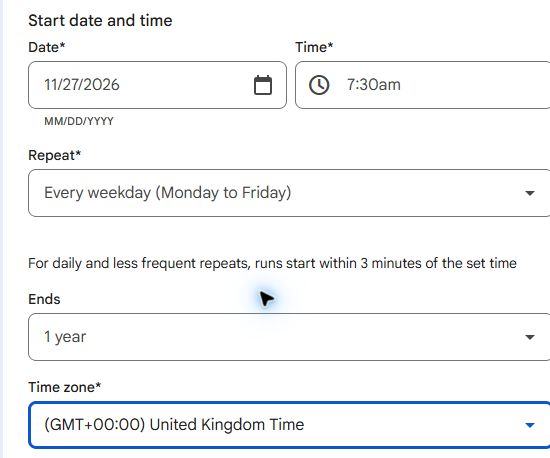 Start date and time
Date* Time*
11/27/2026 7:30am
MM/DD/YYYY
Repeat*
Every weekday (Monday to Friday)
For daily and less frequent repeats, runs start within 3 minutes of the set time
Ends
1 year
Time zone*
(GMT+00:00) United Kingdom Time